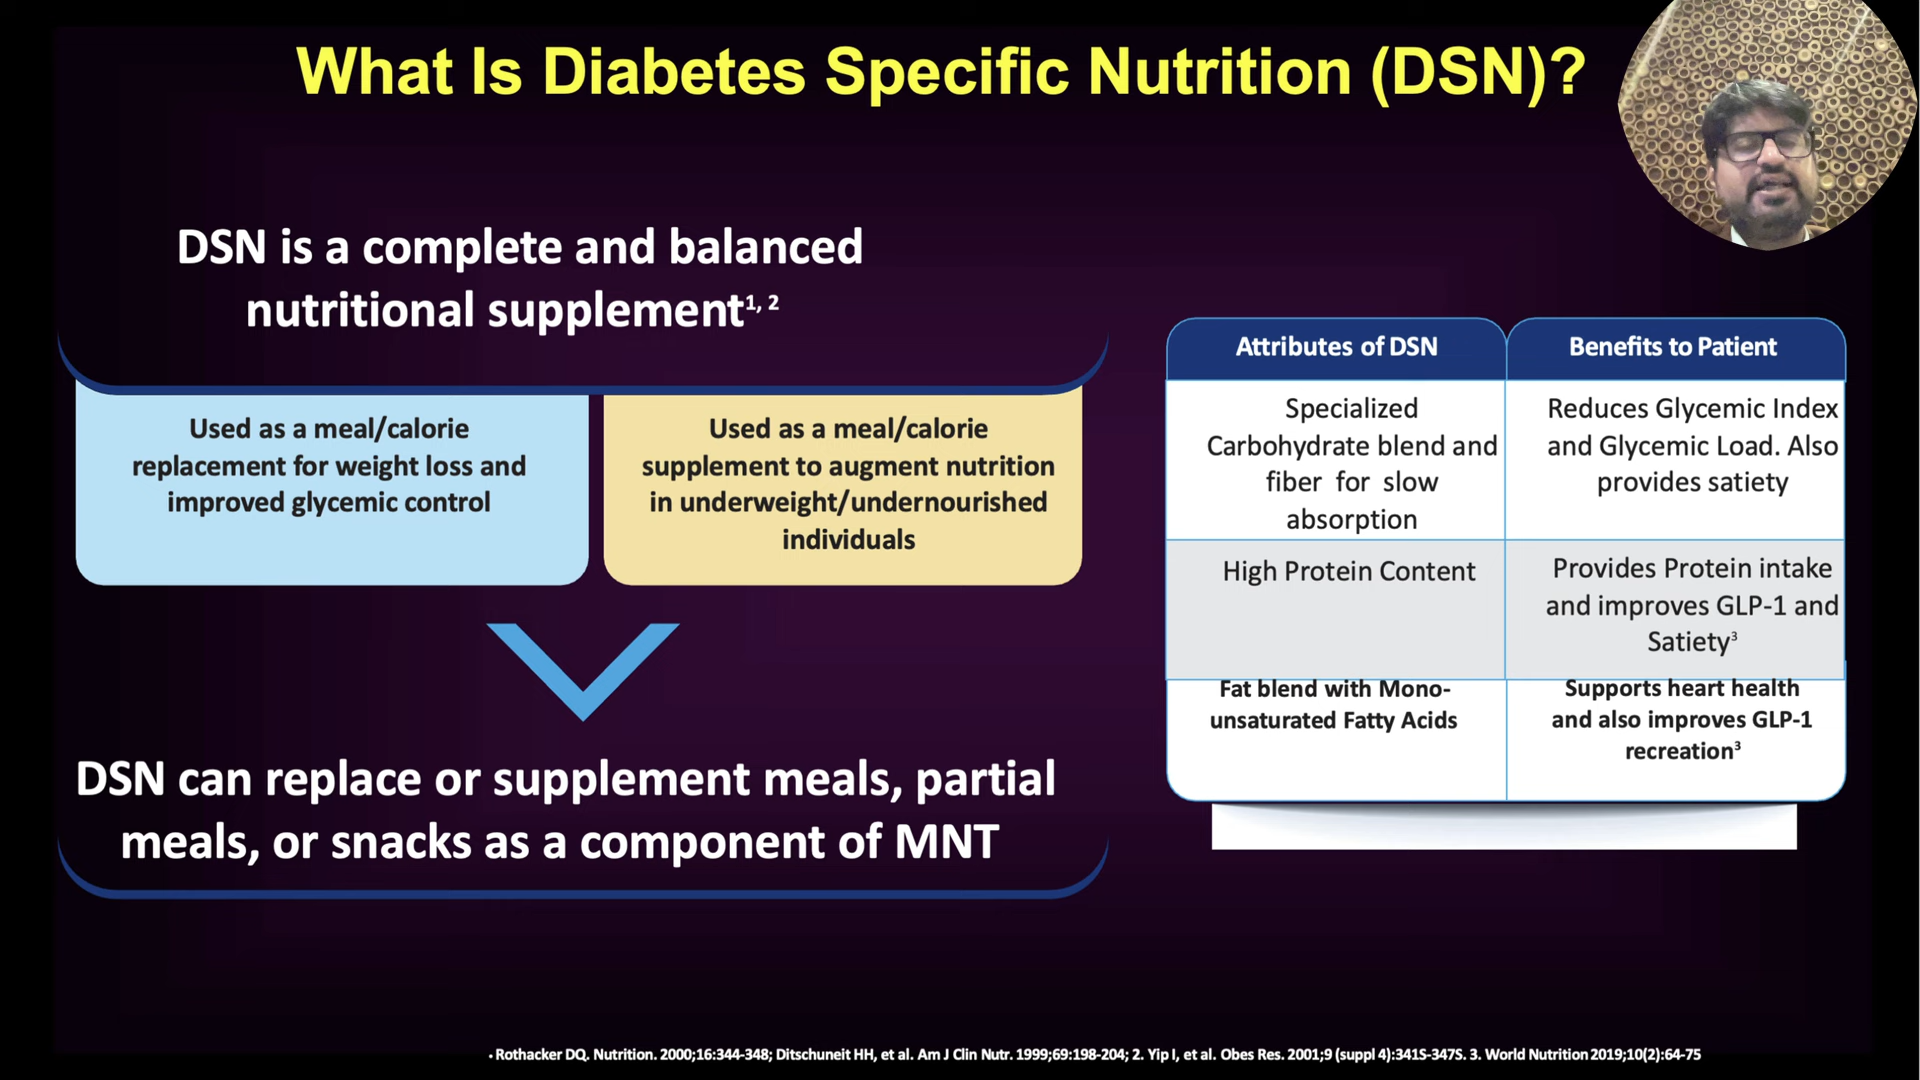 What Is Diabetes Specific Nutrition (DSN)?
DSN is a complete and balanced
nutritional supplement1, 2
Used as a meal/calorie
replacement for weight loss and
improved glycemic control
Used as a meal/calorie
supplement to augment nutrition
in underweight/undernourished
individuals
DSN can replace or supplement meals, partial
meals, or snacks as a component of MNT
Attributes of DSN
Benefits to Patient
Specialized
Carbohydrate blend and
fiber for slow
absorption
Reduces Glycemic Index
and Glycemic Load. Also
provides satiety
High Protein Content
Provides Protein intake
and improves GLP-1 and
Satiety3
Fat blend with Mono-
unsaturated Fatty Acids
Supports heart health
and also improves GLP-1
recreation3
• Rothacker DQ. Nutrition. 2000;16:344-348; Ditschuneit HH, et al. Am J Clin Nutr. 1999;69:198-204; 2. Yip I, et al. Obes Res. 2001;9 (suppl 4):341S-347S. 3. World Nutrition 2019;10(2):64-75